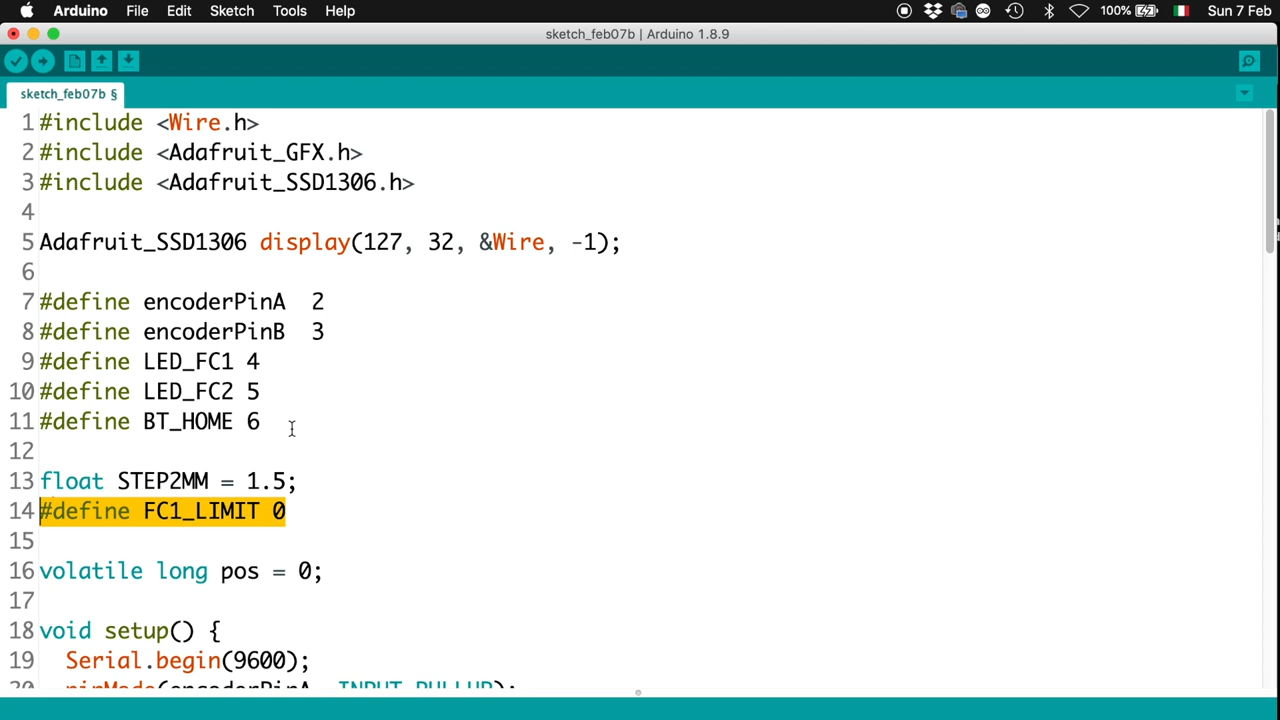 Arduino File Edit Sketch Tools Help 100% Sun 7 Feb
sketch_feb07b | Arduino 1.8.9
sketch_feb07b §
1 #include <Wire.h>
2 #include <Adafruit_GFX.h>
3 #include <Adafruit_SSD1306.h>
4
5 Adafruit_SSD1306 display(127, 32, &Wire, -1);
6
7 #define encoderPinA  2
8 #define encoderPinB  3
9 #define LED_FC1 4
10 #define LED_FC2 5
11 #define BT_HOME 6
12
13 float STEP2MM = 1.5;
14 #define FC1_LIMIT 0
15
16 volatile long pos = 0;
17
18 void setup() {
19   Serial.begin(9600);
20   pinMode(encoderPinA, INPUT_PULLUP);